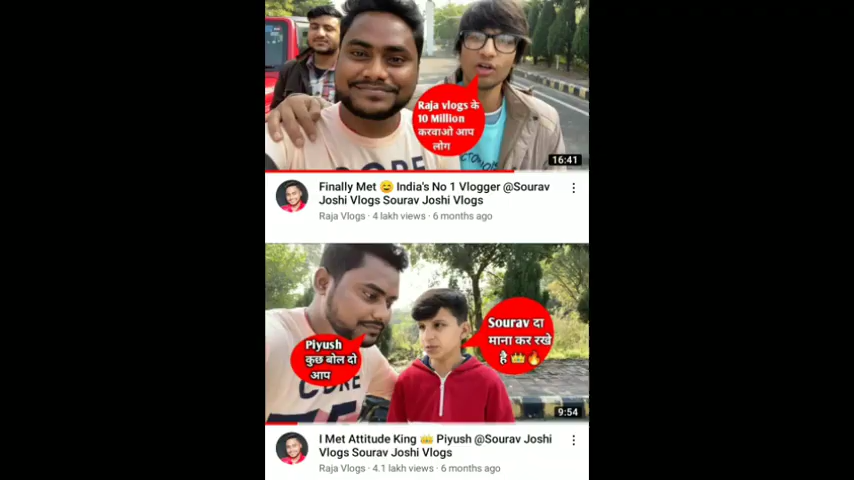 Raja vlogs के
10 Million
करवाओ आप
लोग
16:41
Finally Met 😊 India's No 1 Vlogger @Sourav
Joshi Vlogs Sourav Joshi Vlogs
Raja Vlogs · 4 lakh views · 6 months ago
Sourav दा
माना कर रखे
है 👑🔥
Piyush
कुछ बोल दो
आप
CORE
9:54
I Met Attitude King 👑 Piyush @Sourav Joshi
Vlogs Sourav Joshi Vlogs
Raja Vlogs · 4.1 lakh views · 6 months ago